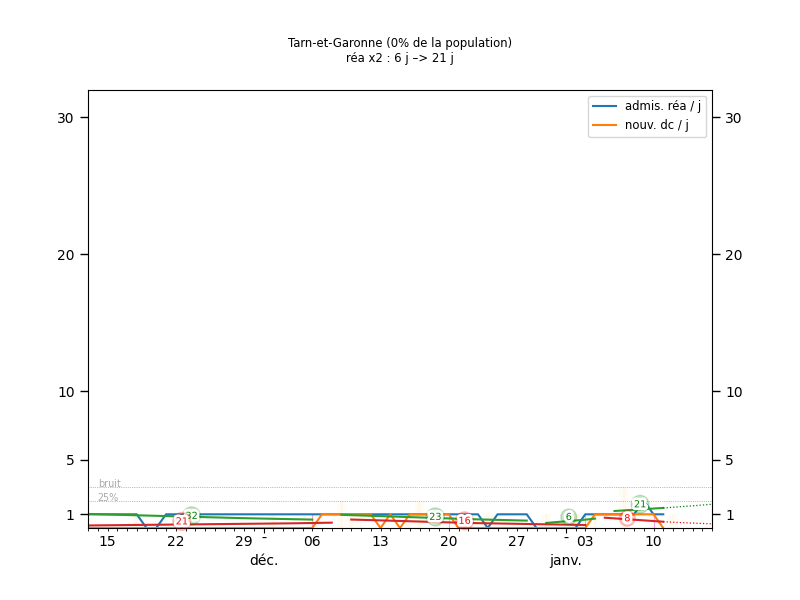 Tarn-et-Garonne (0% de la population)
réa x2 : 6 j –> 21 j
admis. réa / j
nouv. dc / j
30 30
20 20
10 10
5 5
bruit
25%
1 1
21 32 23 16 6 8 21
15 22 29 - 06 13 20 27 - 03 10
déc. janv.